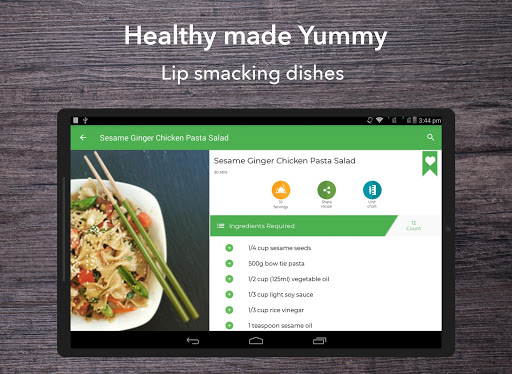 Healthy made Yummy
Lip smacking dishes
3:44 pm
Sesame Ginger Chicken Pasta Salad
Sesame Ginger Chicken Pasta Salad
30 MIN
10
Servings
Share
recipe
Unit
chart
Ingredients Required
12
Count
1/4 cup sesame seeds
500g bow tie pasta
1/2 cup (125ml) vegetable oil
1/3 cup light soy sauce
1/3 cup rice vinegar
1 teaspoon sesame oil